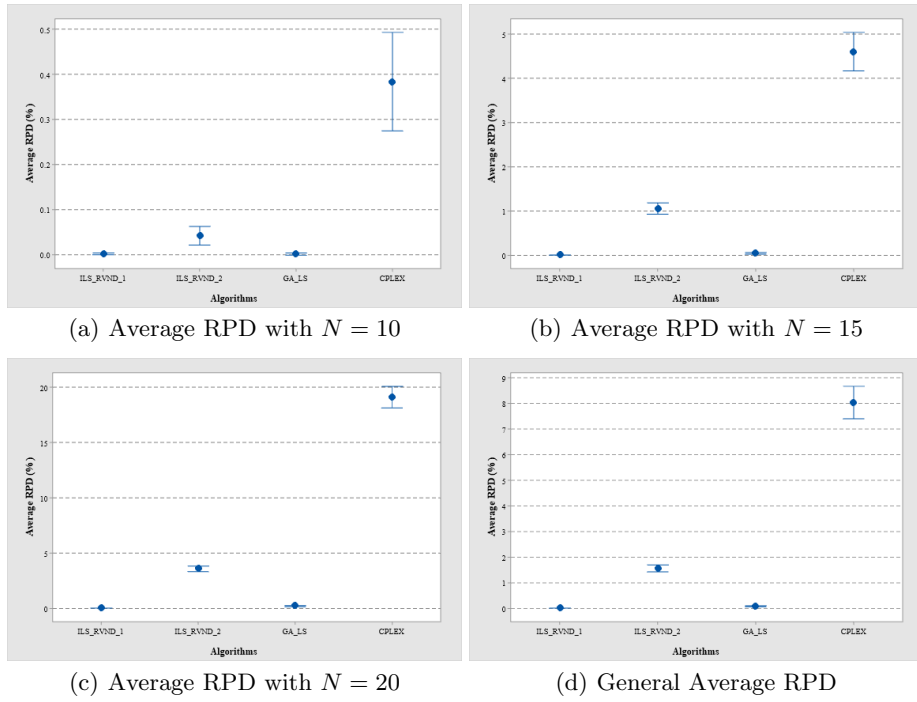 0.5
0.4
0.3
0.2
0.1
0.0
Average RPD (%)
ILS_RVND_1 ILS_RVND_2 GA_LS CPLEX
Algorithms
(a) Average RPD with N = 10
5
4
3
2
1
0
Average RPD (%)
ILS_RVND_1 ILS_RVND_2 GA_LS CPLEX
Algorithms
(b) Average RPD with N = 15
20
15
10
5
0
Average RPD (%)
ILS_RVND_1 ILS_RVND_2 GA_LS CPLEX
Algorithms
(c) Average RPD with N = 20
9
8
7
6
5
4
3
2
1
0
Average RPD (%)
ILS_RVND_1 ILS_RVND_2 GA_LS CPLEX
Algorithms
(d) General Average RPD